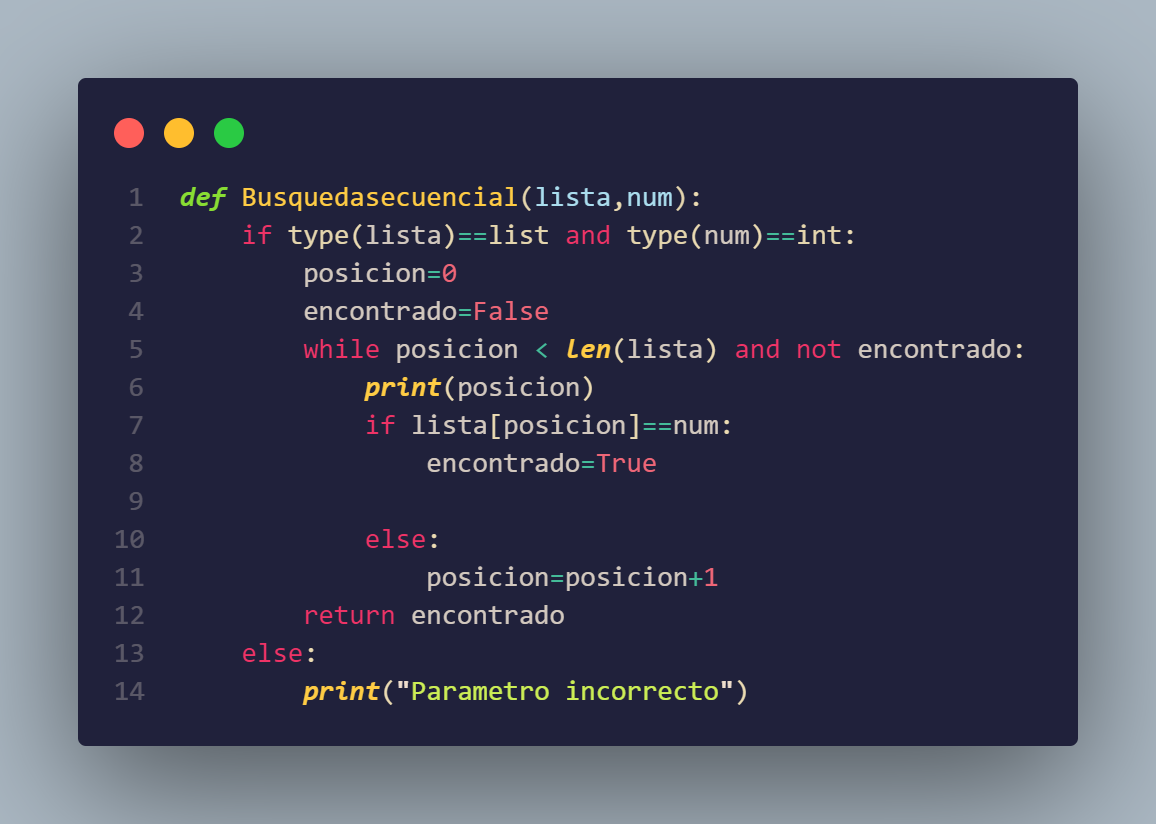 1 def Busquedasecuencial(lista,num):
2     if type(lista)==list and type(num)==int:
3         posicion=0
4         encontrado=False
5         while posicion < len(lista) and not encontrado:
6             print(posicion)
7             if lista[posicion]==num:
8                 encontrado=True
9
10             else:
11                 posicion=posicion+1
12         return encontrado
13     else:
14         print("Parametro incorrecto")